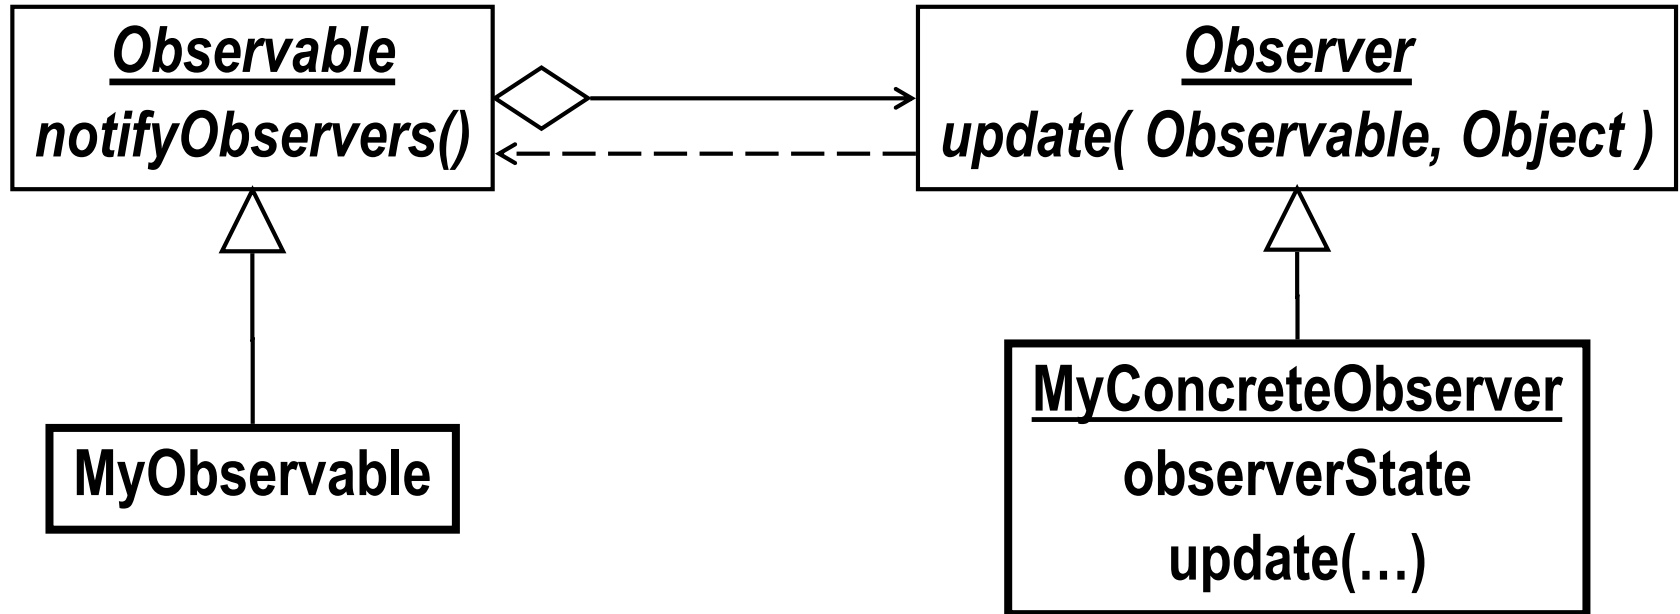 Observable
notifyObservers()
Observer
update( Observable, Object )
MyObservable
MyConcreteObserver
observerState
update(…)